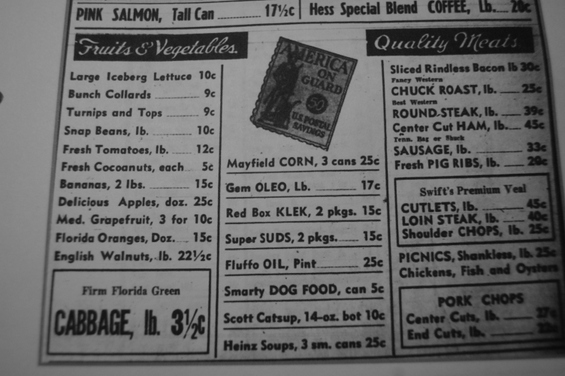 PINK SALMON, Tall Can 17½c
Hess Special Blend COFFEE, Lb. 20c
Fruits & Vegetables
Large Iceberg Lettuce 10c
Bunch Collards 9c
Turnips and Tops 9c
Snap Beans, lb. 10c
Fresh Tomatoes, lb. 12c
Fresh Cocoanuts, each 5c
Bananas, 2 lbs. 15c
Delicious Apples, doz. 25c
Med. Grapefruit, 3 for 10c
Florida Oranges, Doz. 15c
English Walnuts, lb. 22½c
Firm Florida Green
CABBAGE, lb. 3½c
AMERICA
ON
GUARD
U.S. POSTAL
SAVINGS
Mayfield CORN, 3 cans 25c
Gem OLEO, Lb. 17c
Red Box KLEK, 2 pkgs. 15c
Super SUDS, 2 pkgs. 15c
Fluffo OIL, Pint 25c
Smarty DOG FOOD, can 5c
Scott Catsup, 14-oz. bot 10c
Heinz Soups, 3 sm. cans 25c
Quality Meats
Sliced Rindless Bacon lb 30c
Fancy Western
CHUCK ROAST, lb. 25c
Best Western
ROUND-STEAK, lb. 39c
Center Cut HAM, lb. 45c
Tenn. Bag or Shuck
SAUSAGE, lb. 33c
Fresh PIG RIBS, lb. 20c
Swift's Premium Veal
CUTLETS, lb. 45c
LOIN STEAK, lb. 40c
Shoulder CHOPS, lb. 25c
PICNICS, Shankless, lb. 25c
Chickens, Fish and Oysters
PORK CHOPS
Center Cuts, lb. 27c
End Cuts, lb.